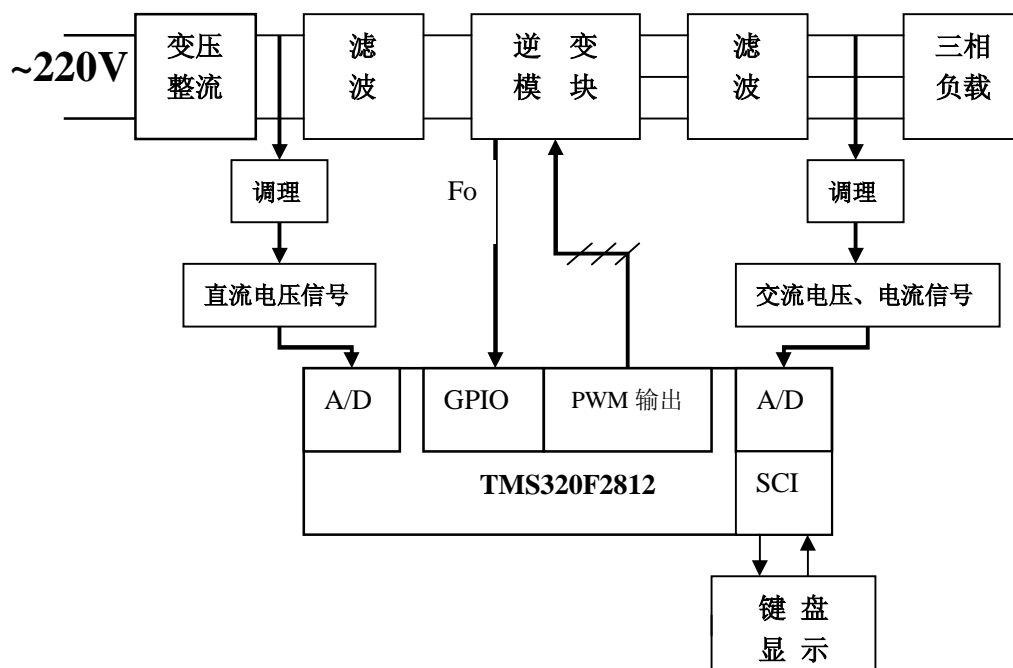 ~220V
变压
整流
滤
波
逆 变
模 块
滤
波
三相
负载
调理
Fo
调理
直流电压信号
交流电压、电流信号
A/D
GPIO
PWM 输出
A/D
TMS320F2812
SCI
键 盘
显 示